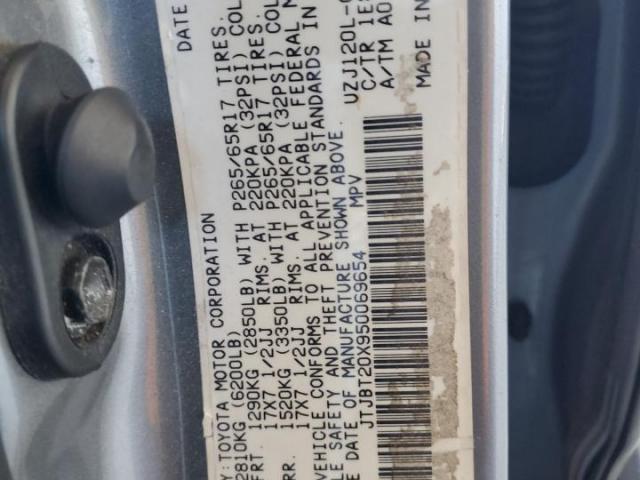 DATE
Y:TOYOTA MOTOR CORPORATION
2810KG (6200LB)
FRT. 1290KG (2850LB) WITH P265/65R17 TIRES.
17X7 1/2JJ RIMS. AT 220KPA (32PSI) COL
RR. 1520KG (3350LB) WITH P265/65R17 TIRES.
17X7 1/2JJ RIMS. AT 220KPA (32PSI) COL
VEHICLE CONFORMS TO ALL APPLICABLE FEDERAL M
LE SAFETY AND THEFT PREVENTION STANDARDS IN
E DATE OF MANUFACTURE SHOWN ABOVE.
JTJBT20X950069654 MPV
UZJ120L-
C/TR 1E
A/TM A0
MADE IN